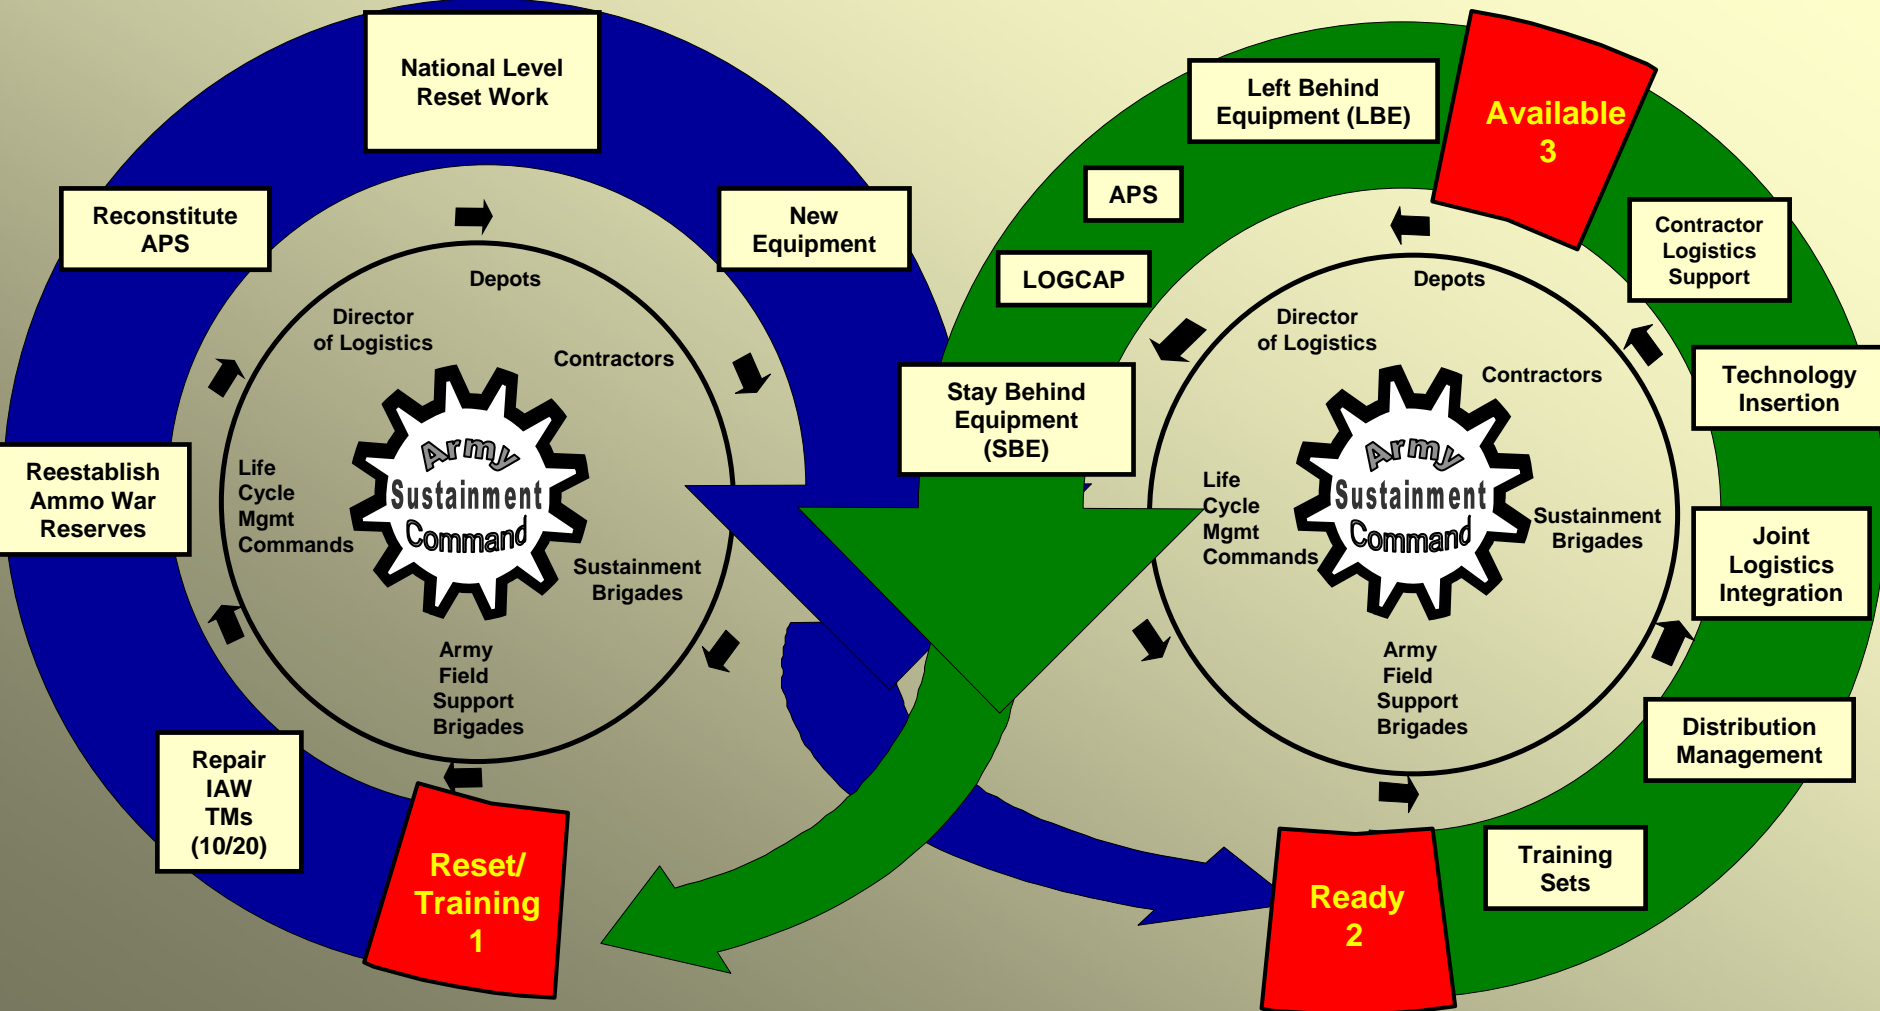 National Level
Reset Work
Reconstitute
APS
New
Equipment
Reestablish
Ammo War
Reserves
Repair
IAW
TMs
(10/20)
Reset/
Training
1
Depots
Director
of Logistics
Contractors
Life
Cycle
Mgmt
Commands
Army
Sustainment
Command
Sustainment
Brigades
Army
Field
Support
Brigades
Left Behind
Equipment (LBE)
Available
3
APS
LOGCAP
Stay Behind
Equipment
(SBE)
Contractor
Logistics
Support
Technology
Insertion
Joint
Logistics
Integration
Distribution
Management
Training
Sets
Ready
2
Depots
Director
of Logistics
Contractors
Life
Cycle
Mgmt
Commands
Army
Sustainment
Command
Sustainment
Brigades
Army
Field
Support
Brigades